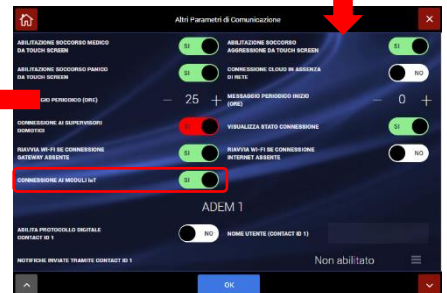 Altri Parametri di Comunicazione
ABILITAZIONE SOCCORSO MEDICO
DA TOUCH SCREEN
SI
ABILITAZIONE SOCCORSO
AGGRESSIONE DA TOUCH SCREEN
SI
ABILITAZIONE SOCCORSO PANICO
DA TOUCH SCREEN
SI
CONNESSIONE CLOUD IN ASSENZA
DI RETE
NO
GIO PERIODICO (ORE)
— 25 +
MESSAGGIO PERIODICO INIZIO
(ORE)
— 0 +
CONNESSIONE AI SUPERVISORI
DOMOTICI
SI
VISUALIZZA STATO CONNESSIONE
SI
RIAVVIA WI-FI SE CONNESSIONE
GATEWAY ASSENTE
SI
RIAVVIA WI-FI SE CONNESSIONE
INTERNET ASSENTE
NO
CONNESSIONE AI MODULI IoT
SI
ADEM 1
ABILITA PROTOCOLLO DIGITALE
CONTACT ID 1
NO
NOME UTENTE (CONTACT ID 1)
NOTIFICHE INVIATE TRAMITE CONTACT ID 1
Non abilitato
OK